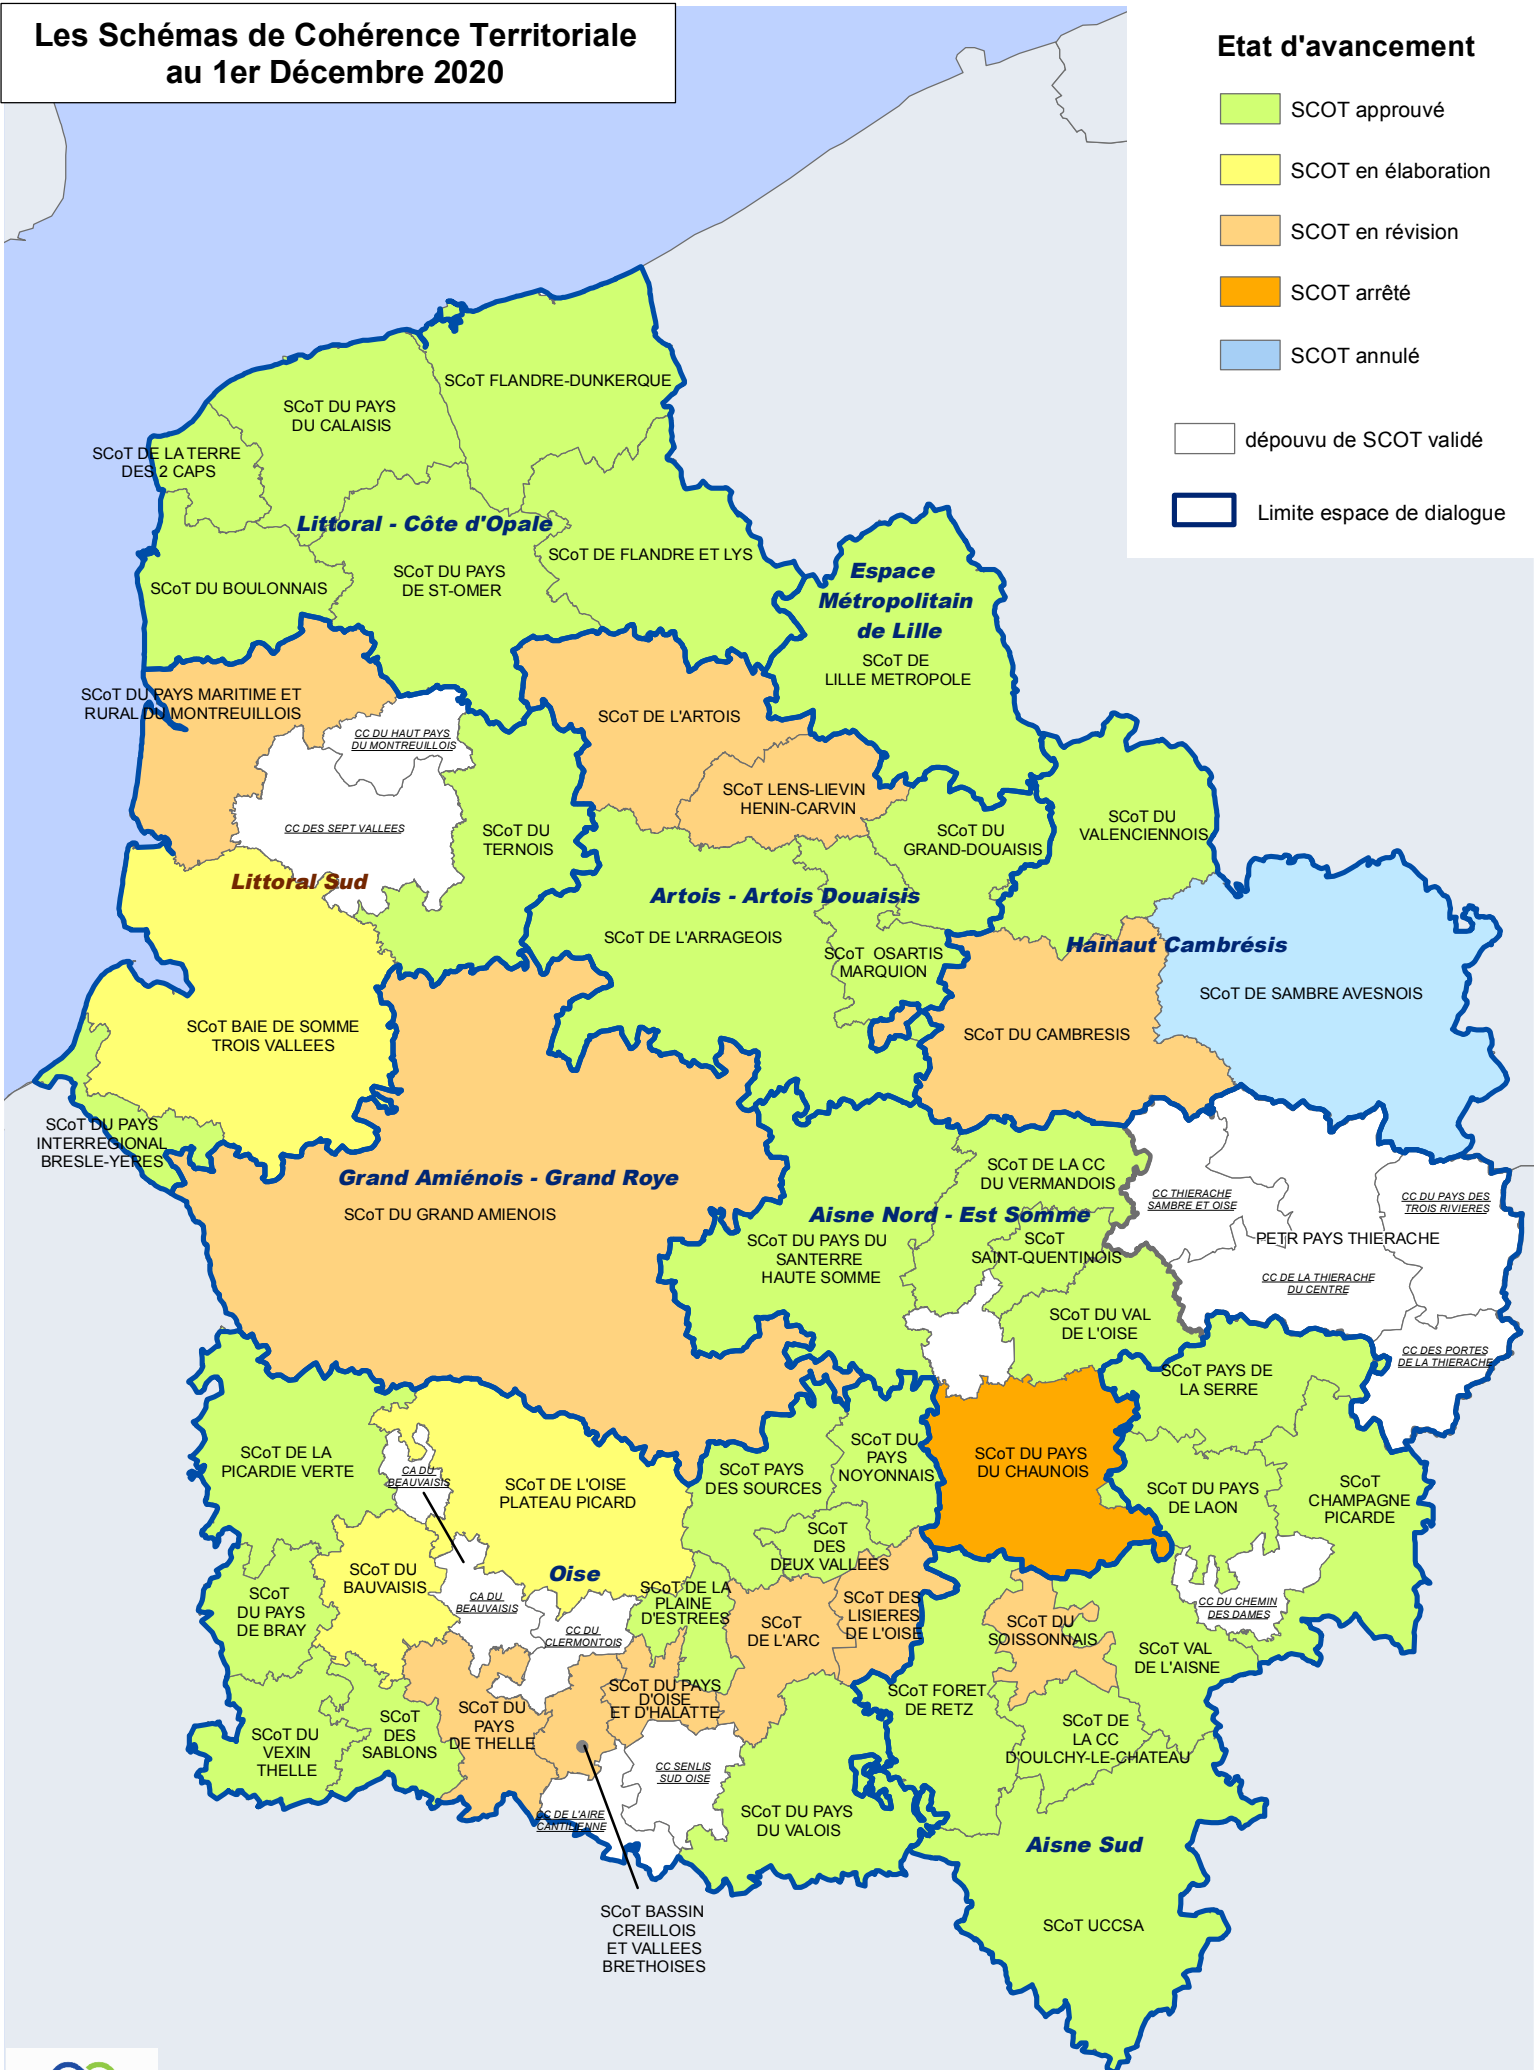 Les Schémas de Cohérence Territoriale
au 1er Décembre 2020
Etat d'avancement
SCOT approuvé
SCOT en élaboration
SCOT en révision
SCOT arrêté
SCOT annulé
dépouvu de SCOT validé
Limite espace de dialogue
SCoT FLANDRE-DUNKERQUE
SCoT DU PAYS
DU CALAISIS
SCoT DE LA TERRE
DES 2 CAPS
Littoral - Côte d'Opale
SCoT DE FLANDRE ET LYS
SCoT DU PAYS
DE ST-OMER
SCoT DU BOULONNAIS
Espace
Métropolitain
de Lille
SCoT DE
LILLE METROPOLE
SCoT DU PAYS MARITIME ET
RURAL DU MONTREUILLOIS
CC DU HAUT PAYS
DU MONTREUILLOIS
SCoT DE L'ARTOIS
SCoT LENS-LIEVIN
HENIN-CARVIN
CC DES SEPT VALLEES
SCoT DU
TERNOIS
SCoT DU
GRAND-DOUAISIS
SCoT DU
VALENCIENNOIS
Littoral Sud
Artois - Artois Douaisis
SCoT DE L'ARRAGEOIS
SCoT OSARTIS
MARQUION
Hainaut Cambrésis
SCoT DE SAMBRE AVESNOIS
SCoT BAIE DE SOMME
TROIS VALLEES
SCoT DU CAMBRESIS
SCoT DU PAYS
INTERREGIONAL
BRESLE-YERES
Grand Amiénois - Grand Roye
SCoT DU GRAND AMIENOIS
SCoT DE LA CC
DU VERMANDOIS
Aisne Nord - Est Somme
SCoT DU PAYS DU
SANTERRE
HAUTE SOMME
SCoT
SAINT-QUENTINOIS
CC THIERACHE
SAMBRE ET OISE
CC DU PAYS DES
TROIS RIVIERES
PETR PAYS THIERACHE
CC DE LA THIERACHE
DU CENTRE
SCoT DU VAL
DE L'OISE
CC DES PORTES
DE LA THIERACHE
SCoT PAYS DE
LA SERRE
SCoT DE LA
PICARDIE VERTE
CA DU
BEAUVAISIS
SCoT DE L'OISE
PLATEAU PICARD
SCoT PAYS
DES SOURCES
SCoT DU
PAYS
NOYONNAIS
SCoT DU PAYS
DU CHAUNOIS
SCoT DU PAYS
DE LAON
SCoT
CHAMPAGNE
PICARDE
SCoT
DES
DEUX VALLEES
SCoT DU
BAUVAISIS
Oise
SCoT
DU PAYS
DE BRAY
CA DU
BEAUVAISIS
CC DU
CLERMONTOIS
SCoT DE LA
PLAINE
D'ESTREES
SCoT
DE L'ARC
SCoT DES
LISIERES
DE L'OISE
SCoT DU
SOISSONNAIS
CC DU CHEMIN
DES DAMES
SCoT VAL
DE L'AISNE
SCoT FORET
DE RETZ
SCoT DU PAYS
D'OISE
ET D'HALATTE
SCoT DU
PAYS
DE THELLE
SCoT
DES
SABLONS
SCoT DU
VEXIN
THELLE
SCoT DE
LA CC
D'OULCHY-LE-CHATEAU
CC SENLIS
SUD OISE
CC DE L'AIRE
CANTILIENNE
SCoT DU PAYS
DU VALOIS
Aisne Sud
SCoT BASSIN
CREILLOIS
ET VALLEES
BRETHOISES
SCoT UCCSA